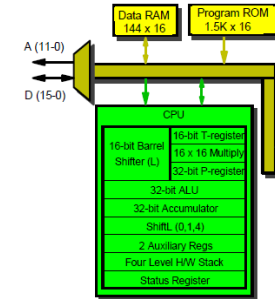 Data RAM
144 x 16
Program ROM
1.5K x 16
A (11-0)
D (15-0)
CPU
16-bit Barrel
Shifter (L)
16-bit T-register
16 x 16 Multiply
32-bit P-register
32-bit ALU
32-bit Accumulator
ShiftL (0,1,4)
2 Auxiliary Regs
Four Level H/W Stack
Status Register